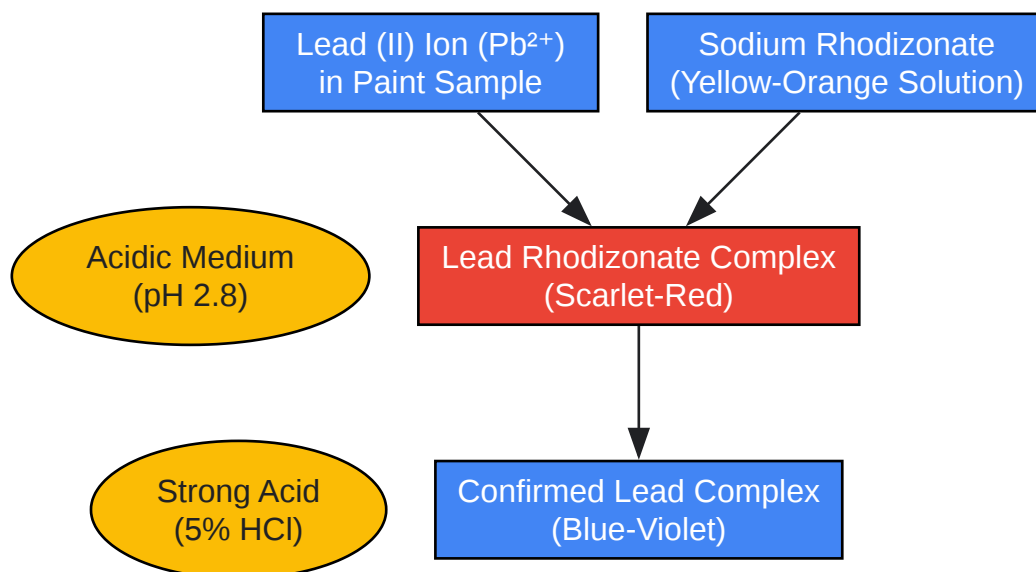 Lead (II) Ion (Pb²⁺)
in Paint Sample
Sodium Rhodizonate
(Yellow-Orange Solution)
Acidic Medium
(pH 2.8)
Lead Rhodizonate Complex
(Scarlet-Red)
Strong Acid
(5% HCl)
Confirmed Lead Complex
(Blue-Violet)